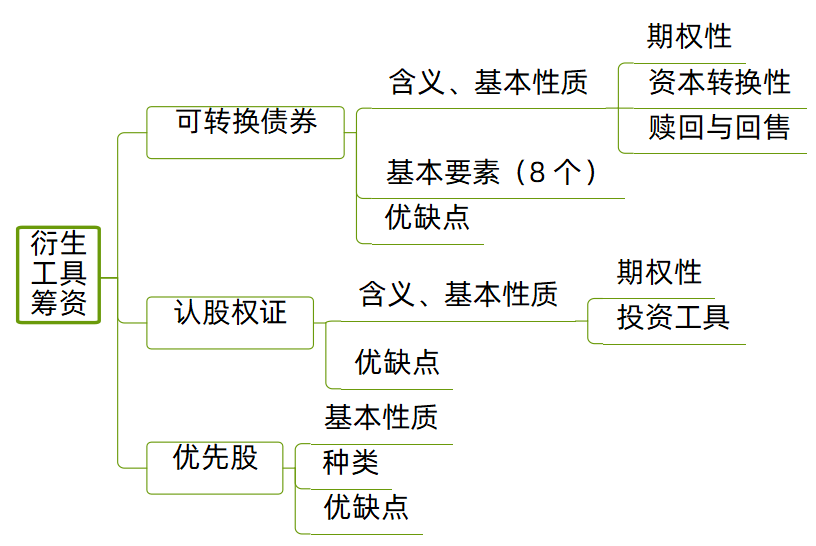 衍生
工具
筹资
可转换债券
含义、基本性质
期权性
资本转换性
赎回与回售
基本要素（8 个）
优缺点
认股权证
含义、基本性质
期权性
投资工具
优缺点
优先股
基本性质
种类
优缺点